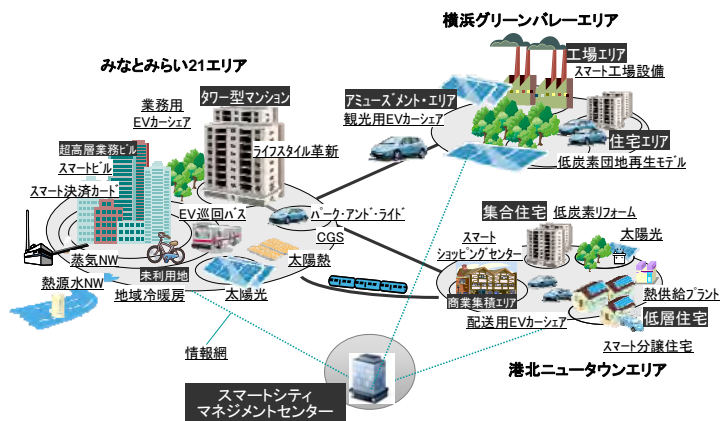 横浜グリーンバレーエリア
工場エリア
スマート工場設備
アミューズメント・エリア
観光用EVカーシェア
住宅エリア
低炭素団地再生モデル
みなとみらい21エリア
業務用
EVカーシェア
タワー型マンション
超高層業務ビル
スマートビル
スマート決済カード
ライフスタイル革新
EV巡回バス
パーク・アンド・ライド
CGS
蒸気NW
太陽熱
未利用地
熱源水NW
地域冷暖房
太陽光
情報網
集合住宅
低炭素リフォーム
スマート
ショッピングセンター
太陽光
商業集積エリア
熱供給プラント
配送用EVカーシェア
低層住宅
スマート分譲住宅
港北ニュータウンエリア
スマートシティ
マネジメントセンター